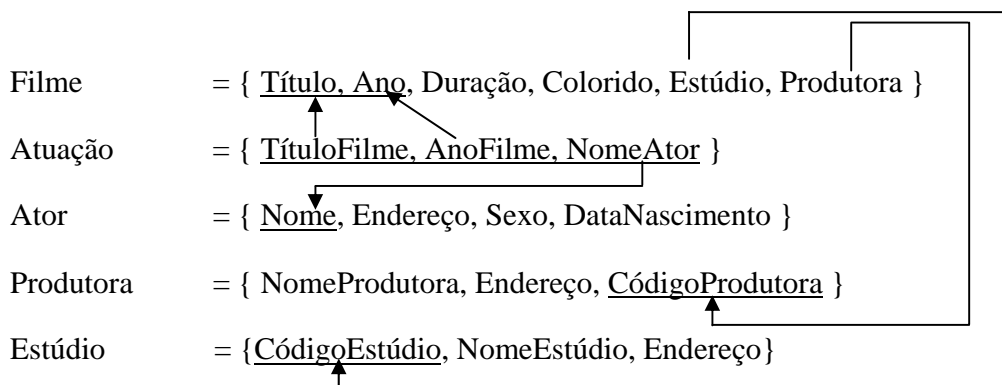 Filme = { Título, Ano, Duração, Colorido, Estúdio, Produtora }
Atuação = { TítuloFilme, AnoFilme, NomeAtor }
Ator = { Nome, Endereço, Sexo, DataNascimento }
Produtora = { NomeProdutora, Endereço, CódigoProdutora }
Estúdio = {CódigoEstúdio, NomeEstúdio, Endereço}